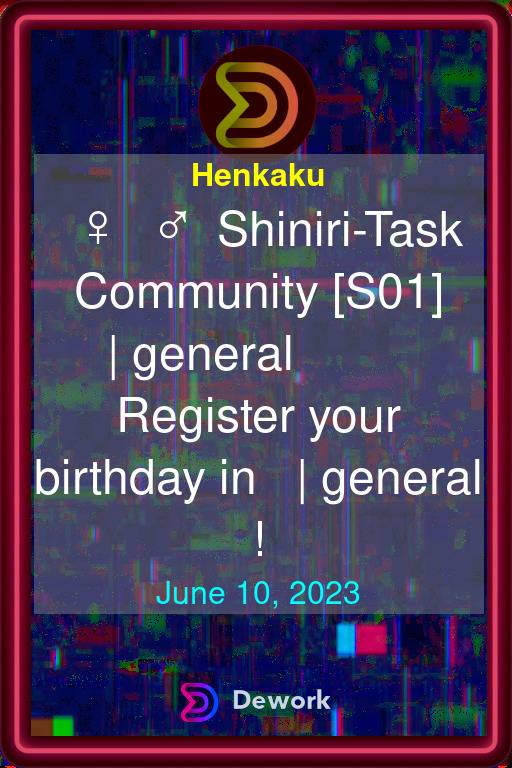 Henkaku
♀ ♂ Shiniri-Task
Community [S01]
| general
Register your
birthday in | general
!
June 10, 2023
Dework